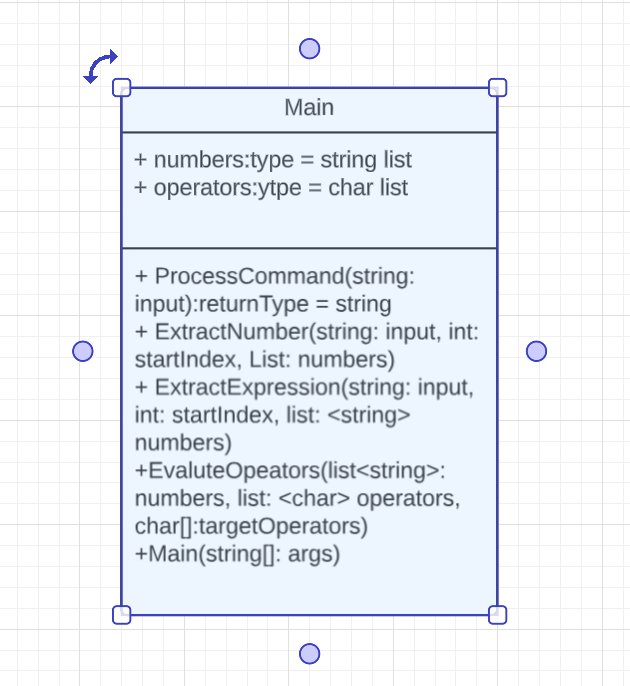 Main
+ numbers:type = string list
+ operators:ytpe = char list
+ ProcessCommand(string:
input):returnType = string
+ ExtractNumber(string: input, int:
startIndex, List: numbers)
+ ExtractExpression(string: input,
int: startIndex, list: <string>
numbers)
+EvaluteOpeators(list<string>:
numbers, list: <char> operators,
char[]:targetOperators)
+Main(string[]: args)